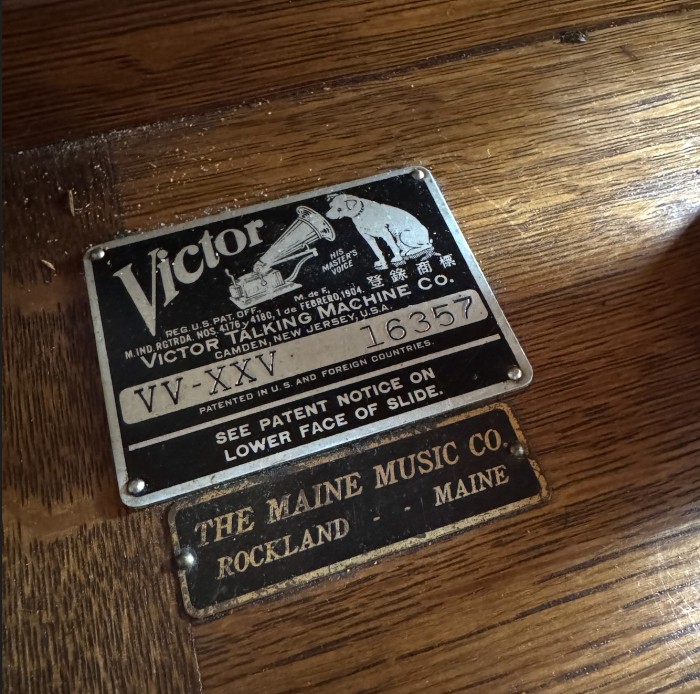 Victor
HIS
MASTER'S
VOICE
REG. U.S. PAT. OFF. M. de F.
M. IND. RGTRDA. NOS. 4176 y 4180, 1 de FEBRERO, 1904. 登錄商標
VICTOR TALKING MACHINE CO.
CAMDEN, NEW JERSEY, U.S.A.
VV-XXV 16357
PATENTED IN U.S. AND FOREIGN COUNTRIES.
SEE PATENT NOTICE ON
LOWER FACE OF SLIDE.
THE MAINE MUSIC CO.
ROCKLAND - - MAINE